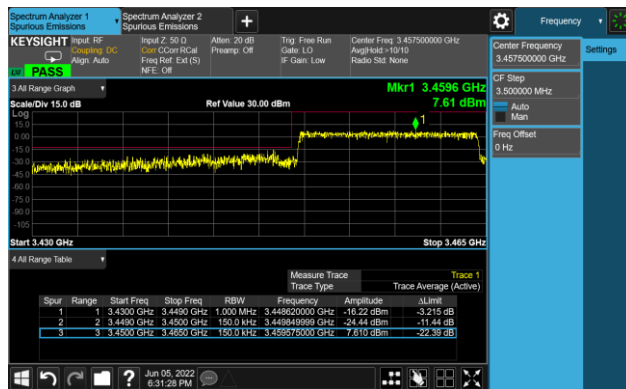 Spectrum Analyzer 1
Spurious Emissions
Spectrum Analyzer 2
Spurious Emissions
+
Frequency
KEYSIGHT
Input: RF
Coupling: DC
Align: Auto
Input Z: 50 Ω
Corr CCorr RCal
Freq Ref: Ext (S)
NFE: Off
Atten: 20 dB
Preamp: Off
Trig: Free Run
Gate: LO
IF Gain: Low
Center Freq: 3.457500000 GHz
Avg|Hold:>10/10
Radio Std: None
PASS
Center Frequency
3.457500000 GHz
Settings
CF Step
3.500000 MHz
Auto
Man
Freq Offset
0 Hz
3 All Range Graph
Mkr1 3.4596 GHz
7.61 dBm
Scale/Div 15.0 dB
Ref Value 30.00 dBm
Log
15.0
0.00
-15.0
-30.0
-45.0
-60.0
-75.0
-90.0
-105
1
Start 3.430 GHz
Stop 3.465 GHz
4 All Range Table
Measure Trace Trace 1
Trace Type Trace Average (Active)
Spur Range Start Freq Stop Freq RBW Frequency Amplitude ΔLimit
1 1 3.4300 GHz 3.4490 GHz 1.000 MHz 3.448620000 GHz -16.22 dBm -3.215 dB
2 2 3.4490 GHz 3.4500 GHz 150.0 kHz 3.449849999 GHz -24.44 dBm -11.44 dB
3 3 3.4500 GHz 3.4650 GHz 150.0 kHz 3.459575000 GHz 7.610 dBm -22.39 dB
?
Jun 05, 2022
6:31:28 PM